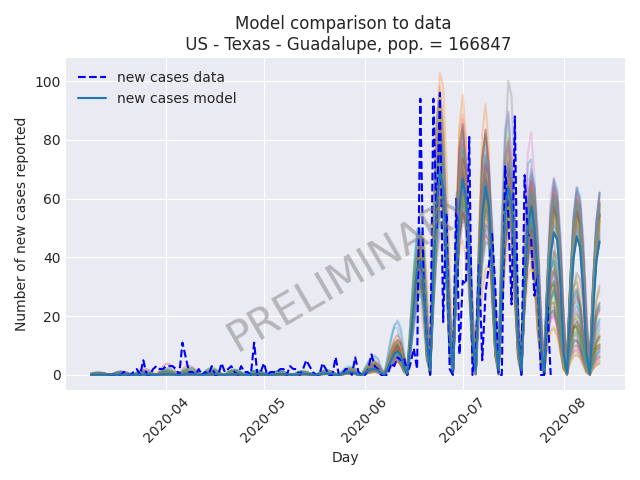 Model comparison to data
US - Texas - Guadalupe, pop. = 166847
new cases data
new cases model
Number of new cases reported
100
80
60
40
20
0
PRELIMINARY
2020-04
2020-05
2020-06
2020-07
2020-08
Day